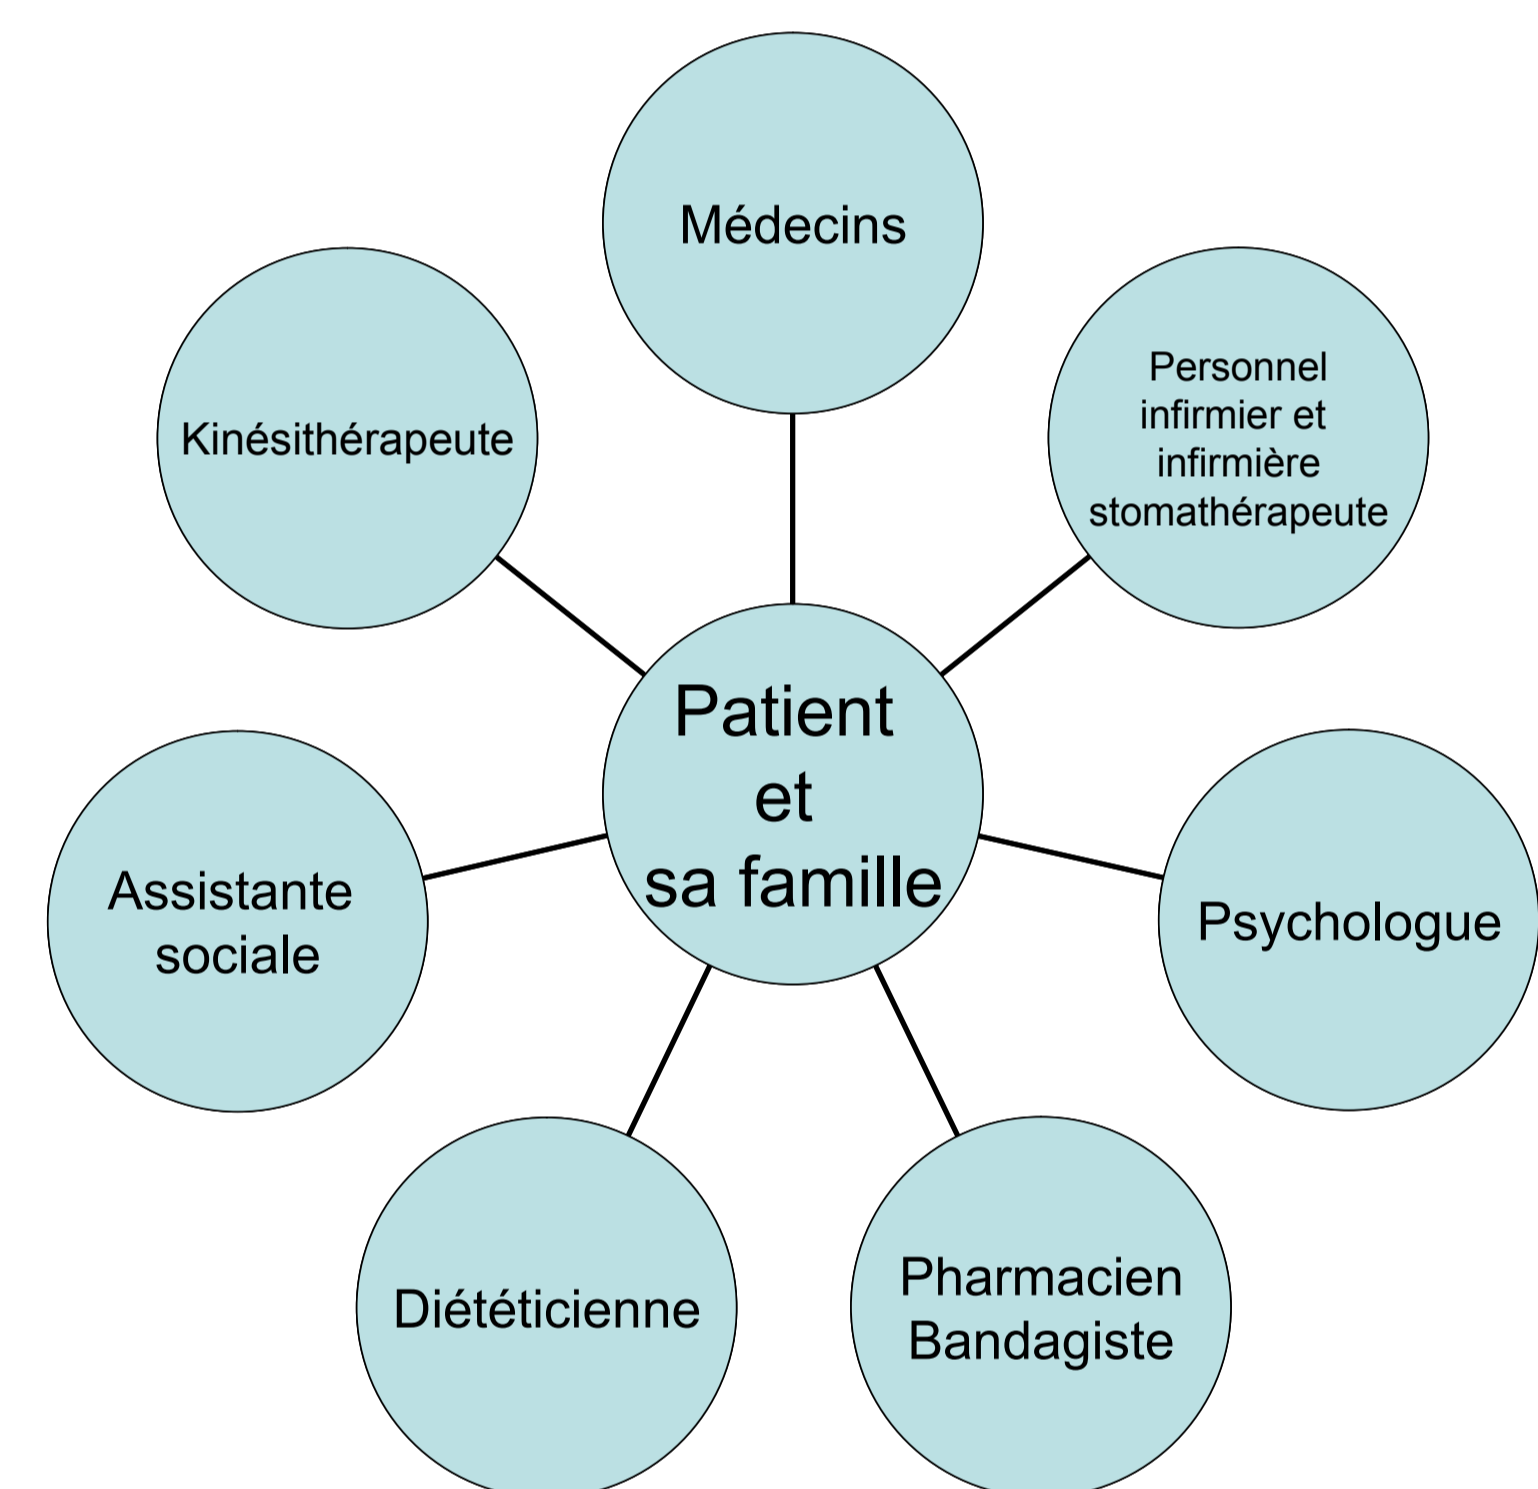 Médecins
Personnel
infirmier et
infirmière
stomathérapeute
Kinésithérapeute
Patient
et
sa famille
Assistante
sociale
Psychologue
Diététicienne
Pharmacien
Bandagiste